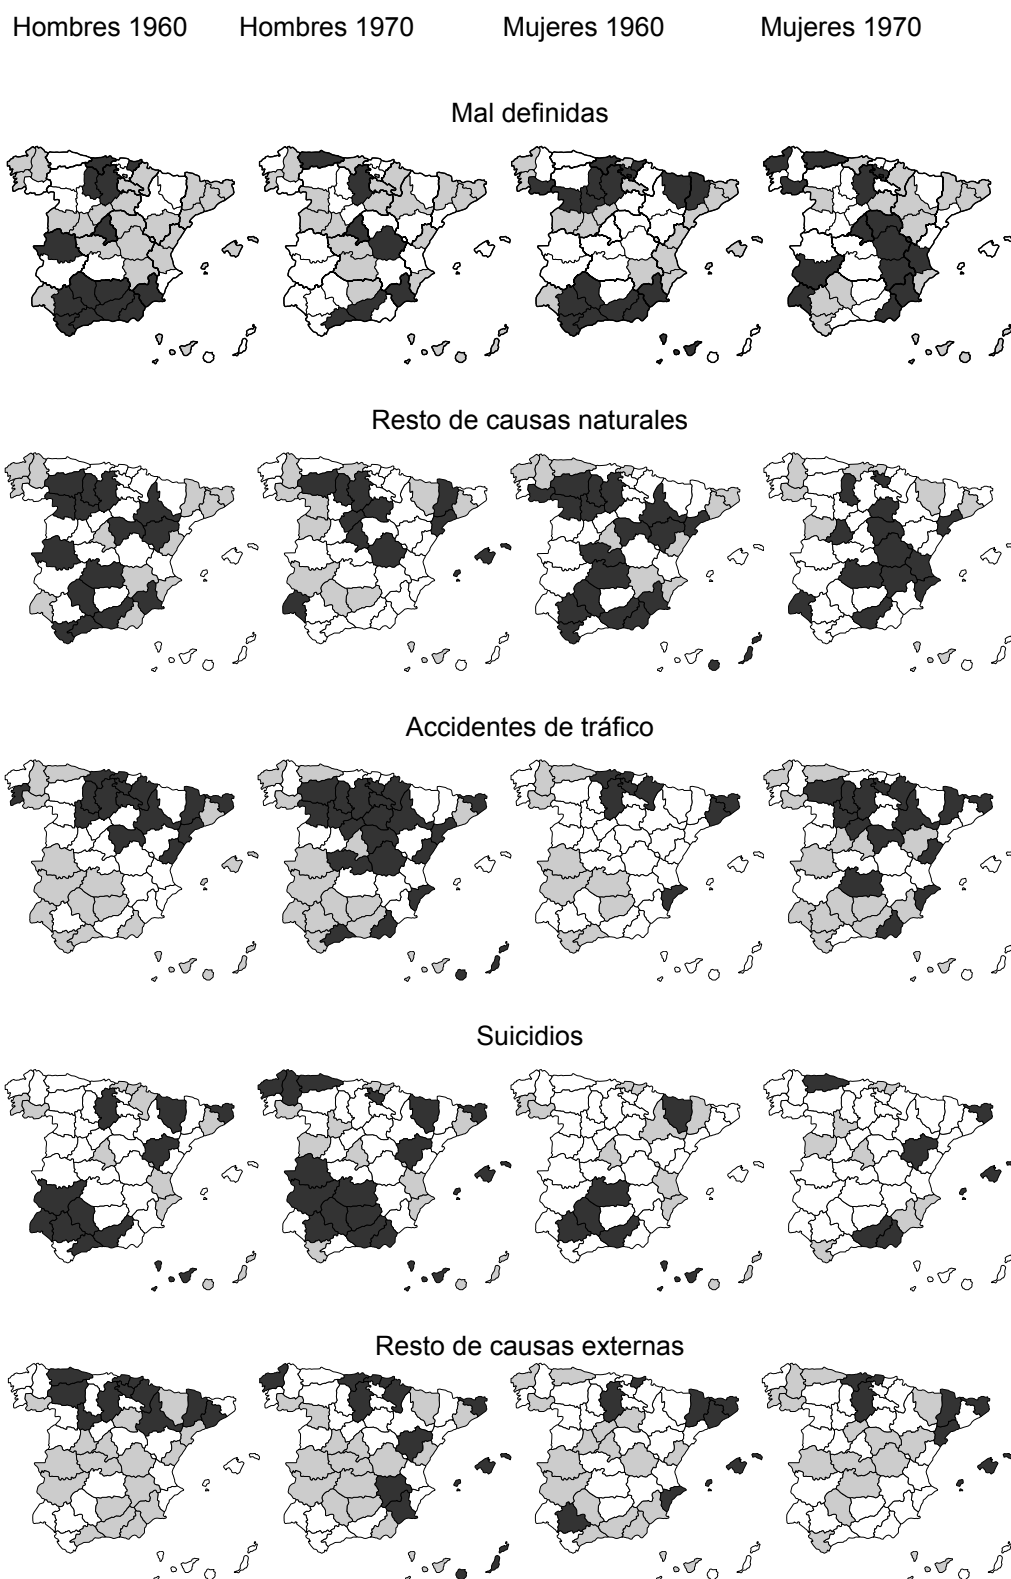 Hombres 1960 Hombres 1970 Mujeres 1960 Mujeres 1970
Mal definidas
Resto de causas naturales
Accidentes de tráfico
Suicidios
Resto de causas externas